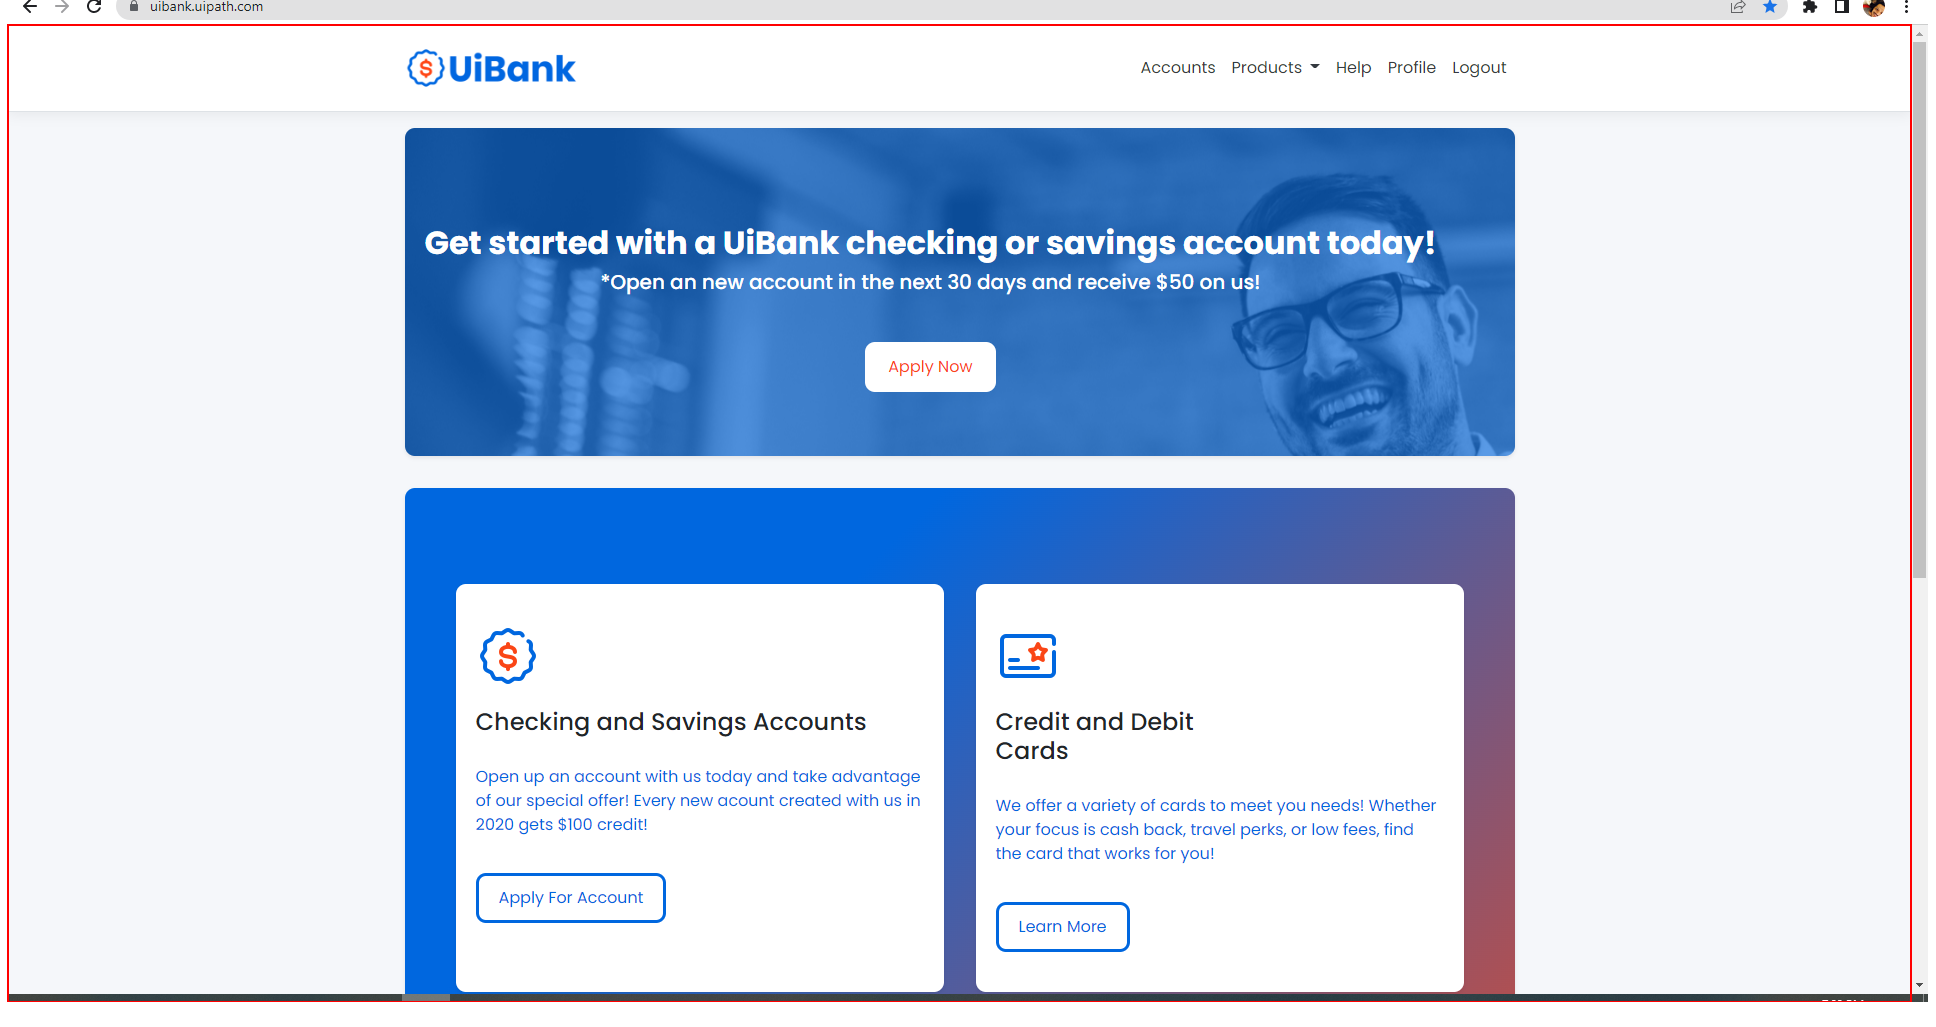 uibank.uipath.com
UiBank
Accounts Products Help Profile Logout
Get started with a UiBank checking or savings account today!
*Open an new account in the next 30 days and receive $50 on us!
Apply Now
Checking and Savings Accounts
Open up an account with us today and take advantage
of our special offer! Every new acount created with us in
2020 gets $100 credit!
Apply For Account
Credit and Debit
Cards
We offer a variety of cards to meet you needs! Whether
your focus is cash back, travel perks, or low fees, find
the card that works for you!
Learn More